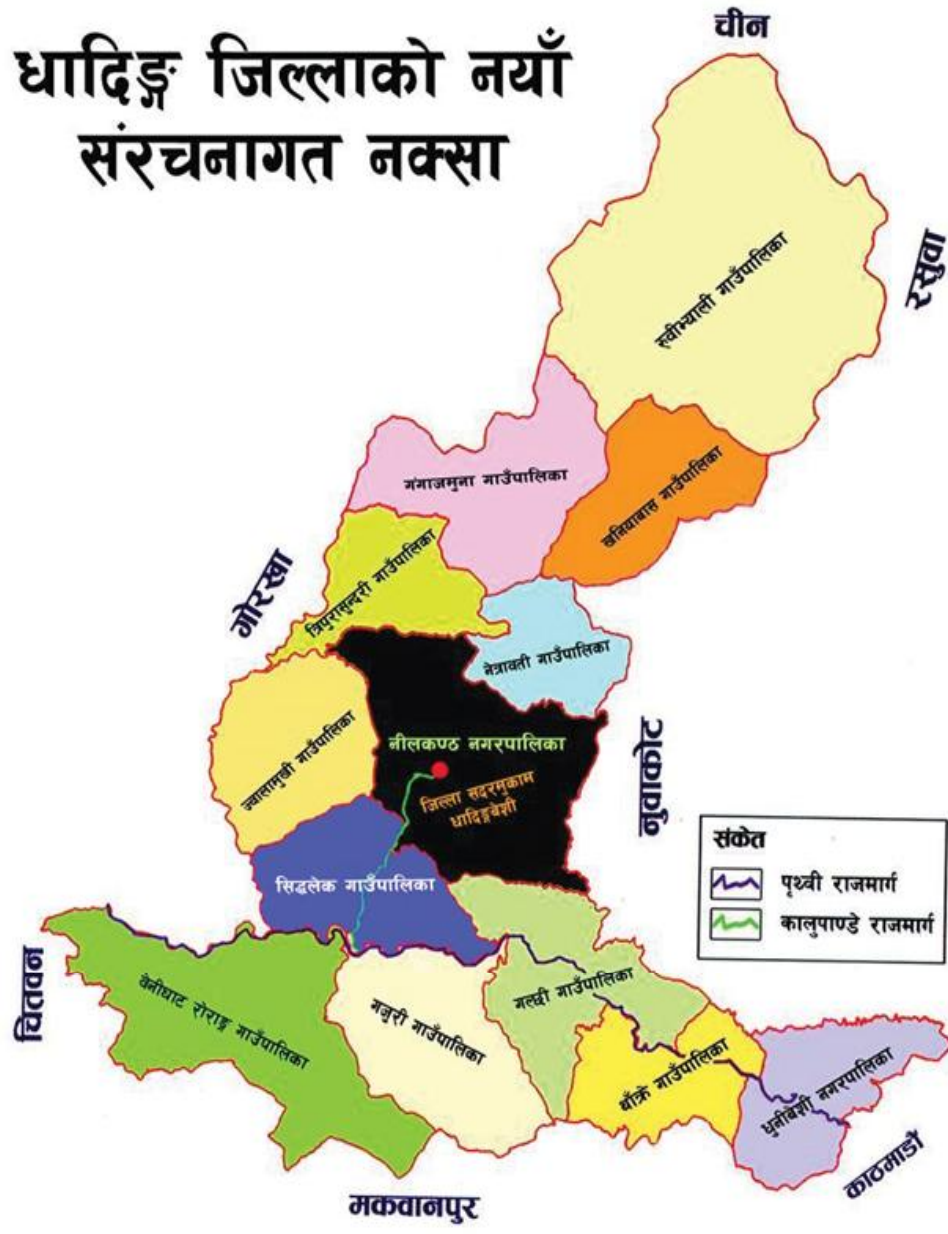 धादिङ्ग जिल्लाको नयाँ
संरचनागत नक्सा
चीन
रसुवा
रुवीभ्याली गाउँपालिका
गंगाजमुना गाउँपालिका
खनियाबास गाउँपालिका
गोरखा
त्रिपुरासुन्दरी गाउँपालिका
नेत्रावती गाउँपालिका
ज्वालामुखी गाउँपालिका
नीलकण्ठ नगरपालिका
जिल्ला सदरमुकाम
धादिङ्गबेशी
नुवाकोट
संकेत
पृथ्वी राजमार्ग
कालुपाण्डे राजमार्ग
सिद्धलेक गाउँपालिका
चितवन
वेनीघाट रोराङ्ग गाउँपालिका
गजुरी गाउँपालिका
गल्छी गाउँपालिका
थाँक्रे गाउँपालिका
धुनीबेंशी नगरपालिका
काठमाडौं
मकवानपुर